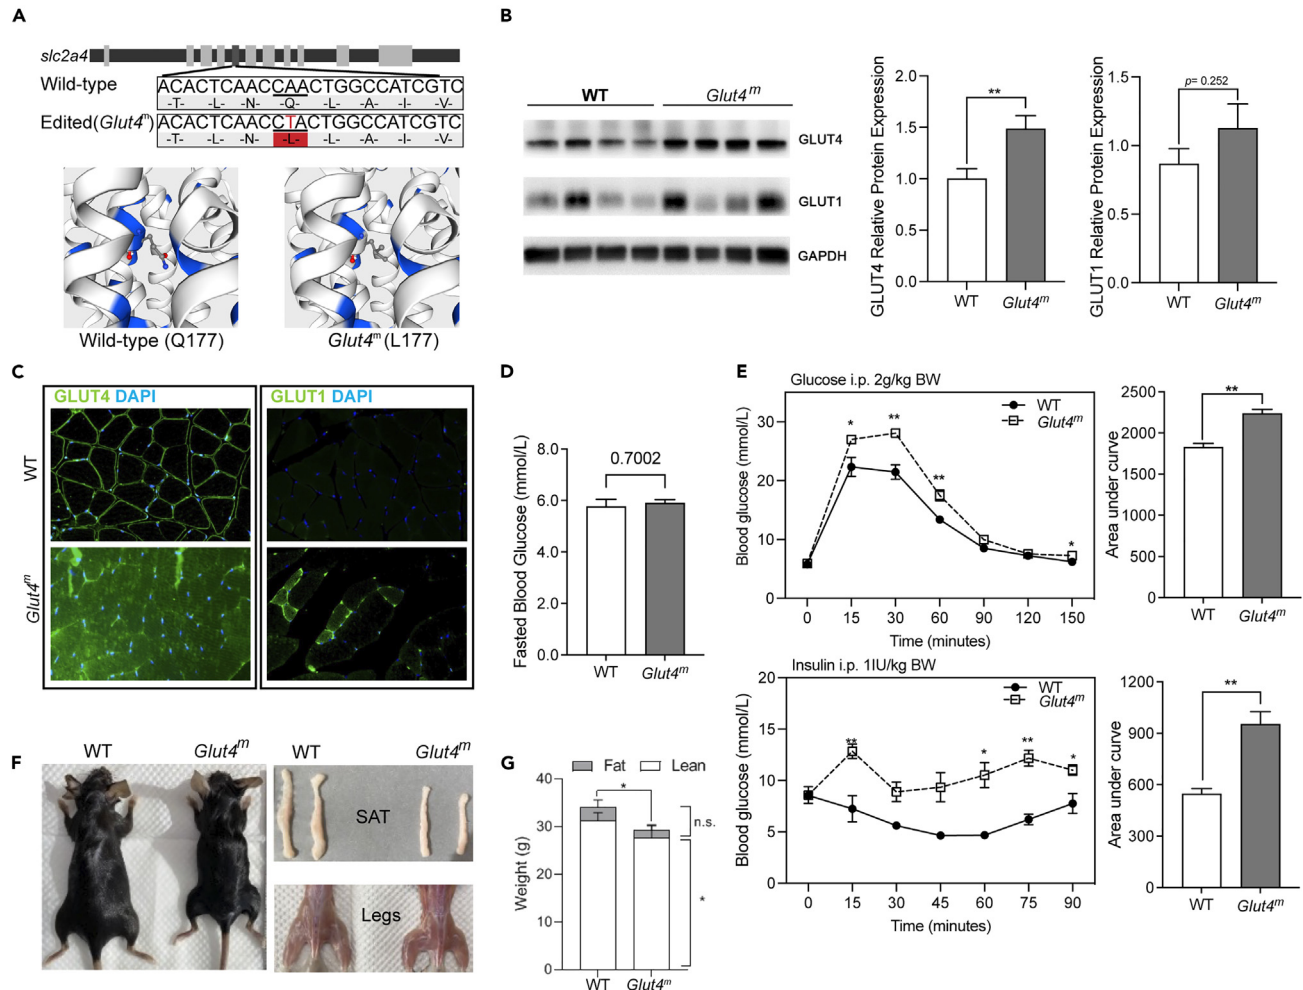 A
slc2a4
Wild-type
ACACTCAACCCAACTGGCCATCGTC
-T- -L- -N- -Q- -L- -A- -I- -V-
Edited(Glut4m)
ACACTCAACCCTACTGGCCATCGTC
-T- -L- -N- -L- -L- -A- -I- -V-
Wild-type (Q177)
Glut4m (L177)
B
WT
Glut4m
GLUT4
GLUT1
GAPDH
GLUT4 Relative Protein Expression
2.0
1.5
1.0
0.5
0.0
**
WT
Glut4m
GLUT1 Relative Protein Expression
1.5
1.0
0.5
0.0
p= 0.252
WT
Glut4m
C
GLUT4 DAPI
GLUT1 DAPI
WT
Glut4m
D
Fasted Blood Glucose (mmol/L)
8.0
6.0
4.0
2.0
0.0
0.7002
WT
Glut4m
E
Glucose i.p. 2g/kg BW
Blood glucose (mmol/L)
30
20
10
0
WT
Glut4m
*
**
**
*
0 15 30 60 90 120 150
Time (minutes)
Area under curve
2500
2000
1500
1000
500
0
**
WT
Glut4m
Insulin i.p. 1IU/kg BW
Blood glucose (mmol/L)
20
15
10
5
0
WT
Glut4m
**
*
**
*
0 15 30 45 60 75 90
Time (minutes)
Area under curve
1200
900
600
300
0
**
WT
Glut4m
F
WT
Glut4m
WT
Glut4m
SAT
Legs
G
Fat
Lean
Weight (g)
40
30
20
10
0
*
n.s.
*
WT
Glut4m